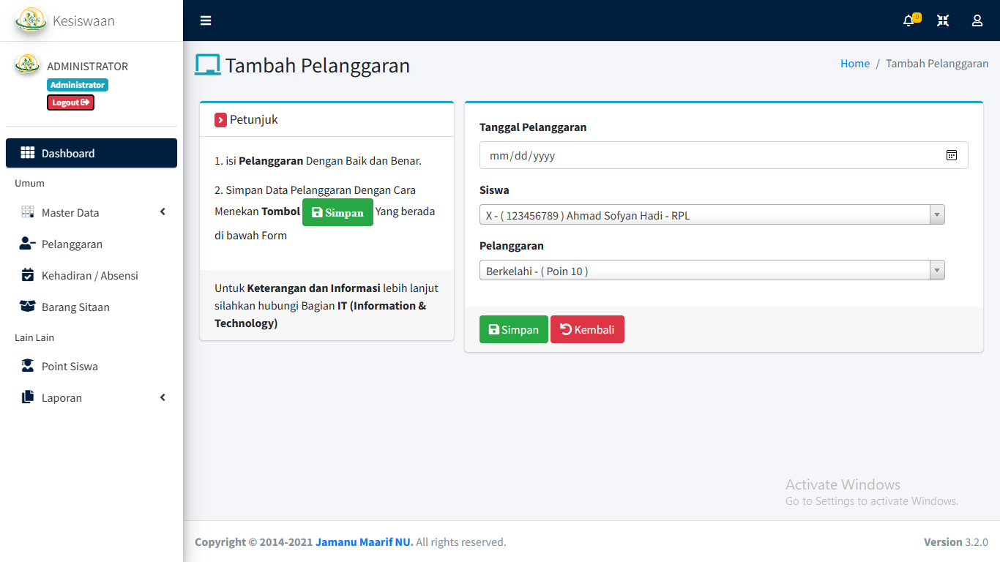 Kesiswaan
0
ADMINISTRATOR
Administrator
Logout
Dashboard
Umum
Master Data
Pelanggaran
Kehadiran / Absensi
Barang Sitaan
Lain Lain
Point Siswa
Laporan
Tambah Pelanggaran
Home / Tambah Pelanggaran
Petunjuk
1. isi Pelanggaran Dengan Baik dan Benar.
2. Simpan Data Pelanggaran Dengan Cara
Menekan Tombol Simpan Yang berada
di bawah Form
Untuk Keterangan dan Informasi lebih lanjut
silahkan hubungi Bagian IT (Information &
Technology)
Tanggal Pelanggaran
mm/dd/yyyy
Siswa
X - ( 123456789 ) Ahmad Sofyan Hadi - RPL
Pelanggaran
Berkelahi - ( Poin 10 )
Simpan Kembali
Activate Windows
Go to Settings to activate Windows.
Copyright © 2014-2021 Jamanu Maarif NU. All rights reserved.
Version 3.2.0